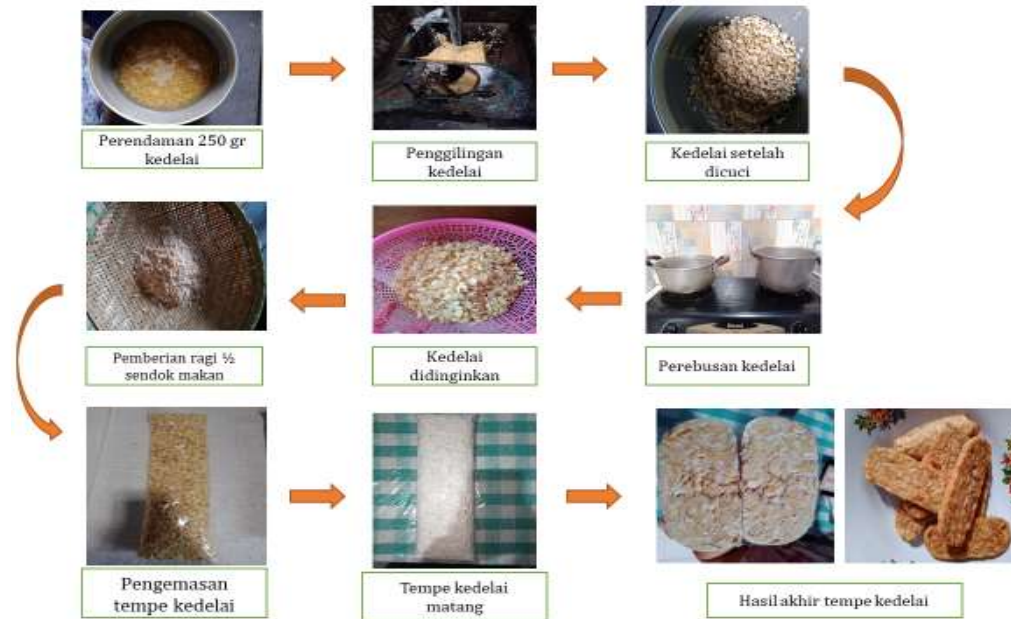 Perendaman 250 gr
kedelai
Penggilingan
kedelai
Kedelai setelah
dicuci
Perebusan kedelai
Kedelai
didinginkan
Pemberian ragi ½
sendok makan
Pengemasan
tempe kedelai
Tempe kedelai
matang
Hasil akhir tempe kedelai